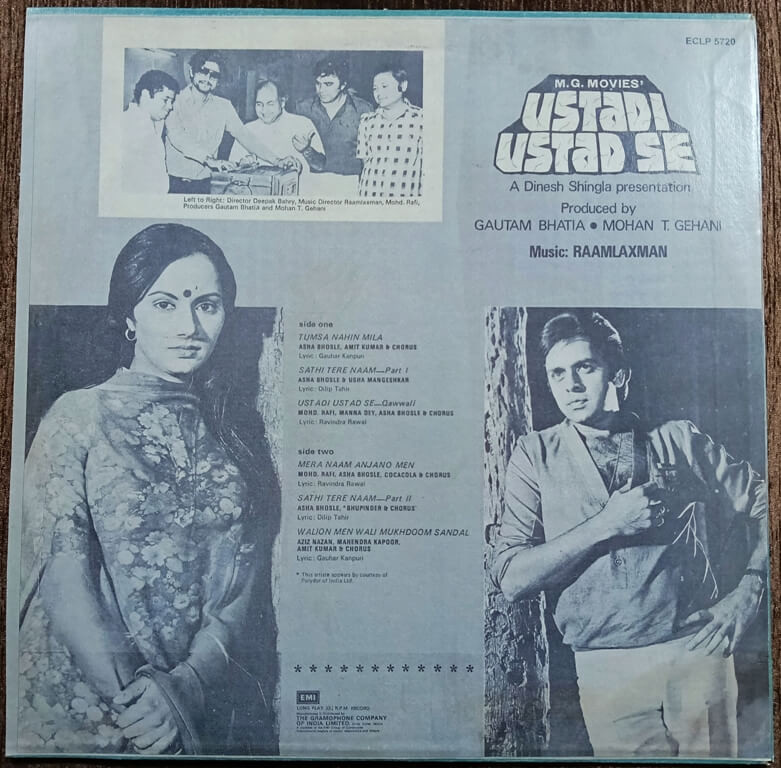 ECLP 5720
M.G. MOVIES'
USTADI
USTAD SE
A Dinesh Shingla presentation
Produced by
GAUTAM BHATIA • MOHAN T. GEHANI
Music: RAAMLAXMAN
Left to Right: Director Deepak Bahry, Music Director Raamlaxman, Mohd. Rafi,
Producers Gautam Bhatia and Mohan T. Gehani
side one
TUMSA NAHIN MILA
ASHA BHOSLE, AMIT KUMAR & CHORUS
Lyric: Gauhar Kanpuri
SATHI TERE NAAM—Part I
ASHA BHOSLE & USHA MANGESHKAR
Lyric: Dilip Tahir
USTADI USTAD SE—Qawwali
MOHD. RAFI, MANNA DEY, ASHA BHOSLE & CHORUS
Lyric: Ravindra Rawal
side two
MERA NAAM ANJANO MEN
MOHD. RAFI, ASHA BHOSLE, COCACOLA & CHORUS
Lyric: Ravindra Rawal
SATHI TERE NAAM—Part II
ASHA BHOSLE, *BHUPINDER & CHORUS
Lyric: Dilip Tahir
WALION MEN WALI MUKHDOOM SANDAL
AZIZ NAZAN, MAHENDRA KAPOOR,
AMIT KUMAR & CHORUS
Lyric: Gauhar Kanpuri
* This artiste appears by courtesy of
Polydor of India Ltd.
* * * * * * * * * * * *
EMI
LONG PLAY 33⅓ R.P.M. RECORD
Manufactured & Distributed by
THE GRAMOPHONE COMPANY
OF INDIA LIMITED,